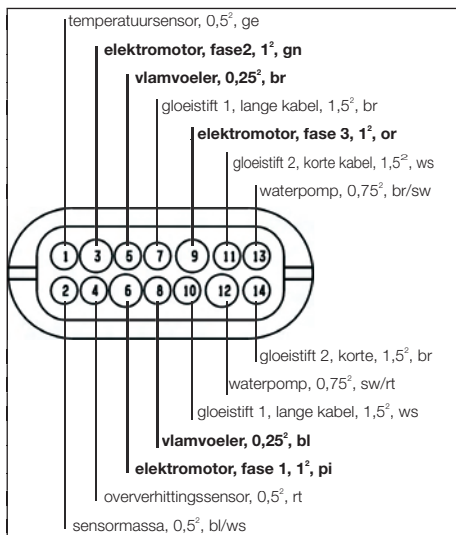 temperatuursensor, 0,5², ge
elektromotor, fase2, 1², gn
vlamvoeler, 0,25², br
gloeistift 1, lange kabel, 1,5², br
elektromotor, fase 3, 1², or
gloeistift 2, korte kabel, 1,5², ws
waterpomp, 0,75², br/sw
1 3 5 7 9 11 13
2 4 6 8 10 12 14
gloeistift 2, korte, 1,5², br
waterpomp, 0,75², sw/rt
gloeistift 1, lange kabel, 1,5², ws
vlamvoeler, 0,25², bl
elektromotor, fase 1, 1², pi
oververhittingssensor, 0,5², rt
sensormassa, 0,5², bl/ws